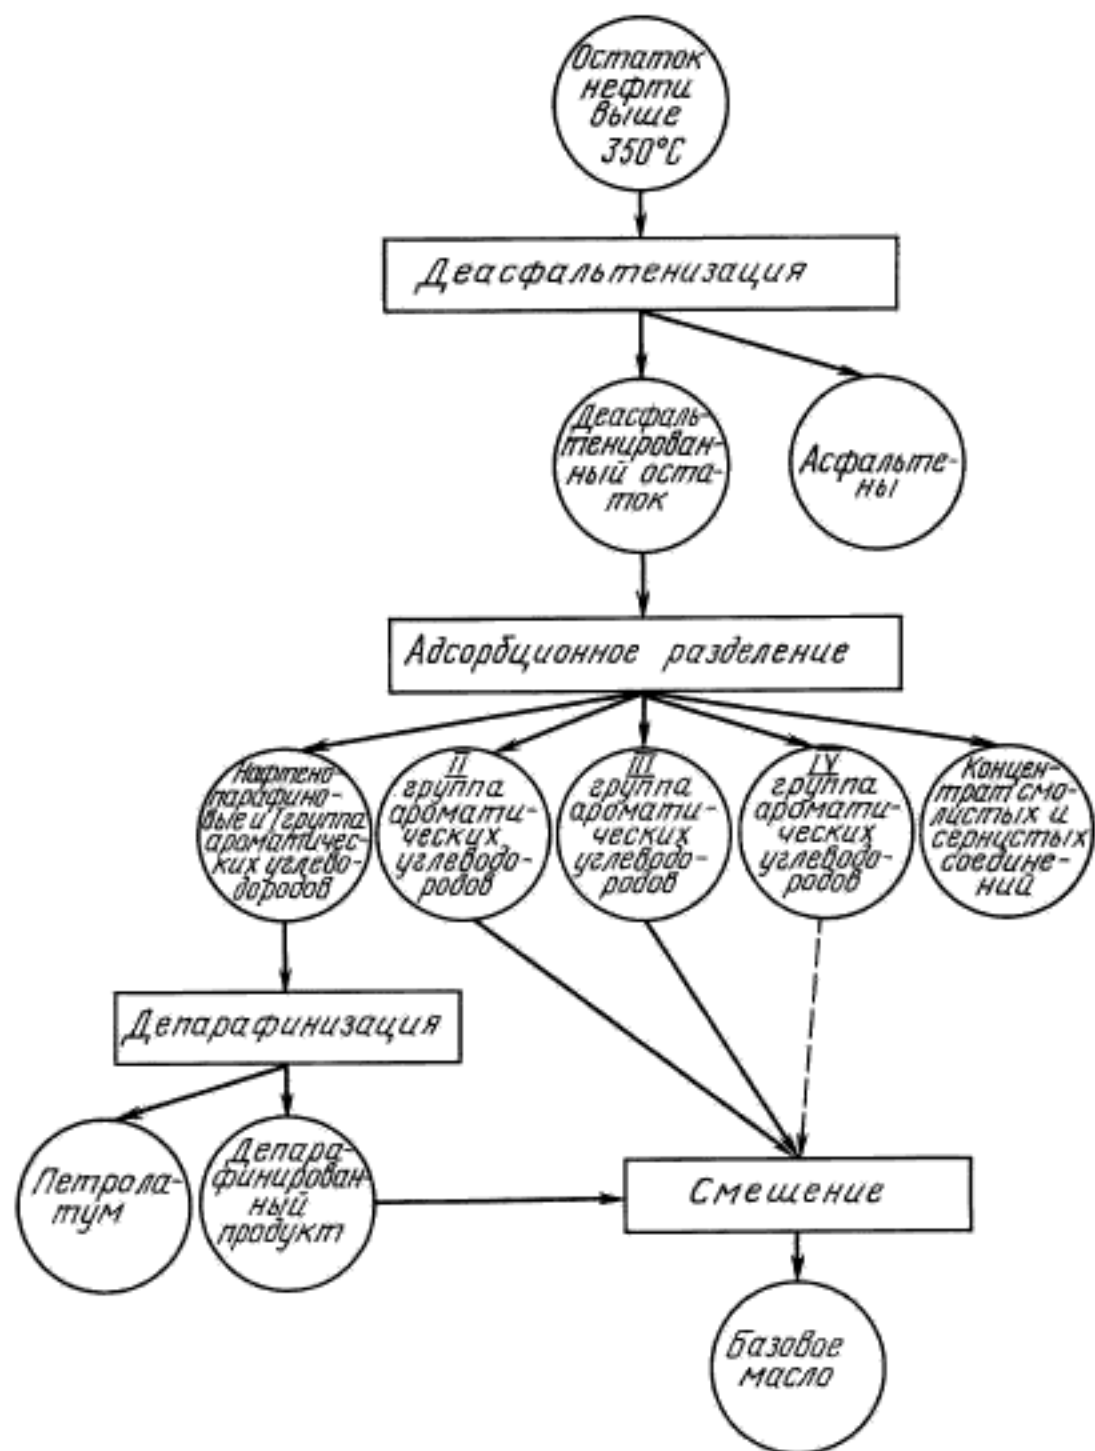 Остаток
нефти
выше
350°С
Деасфальтенизация
Деасфаль-
тенирован-
ный оста-
ток
Асфальте-
ны
Адсорбционное разделение
Нафтено-
парафино-
вые и I группа
ароматичес-
ких углево-
дородов
II
группа
аромати-
ческих
углеводо-
родов
III
группа
аромати-
ческих
углеводо-
родов
IV
группа
аромати-
ческих
углеводо-
родов
Концен-
трат смо-
листых и
сернистых
соедине-
ний
Депарафинизация
Петрола-
тум
Депара-
финирован-
ный
продукт
Смещение
Базовое
масло